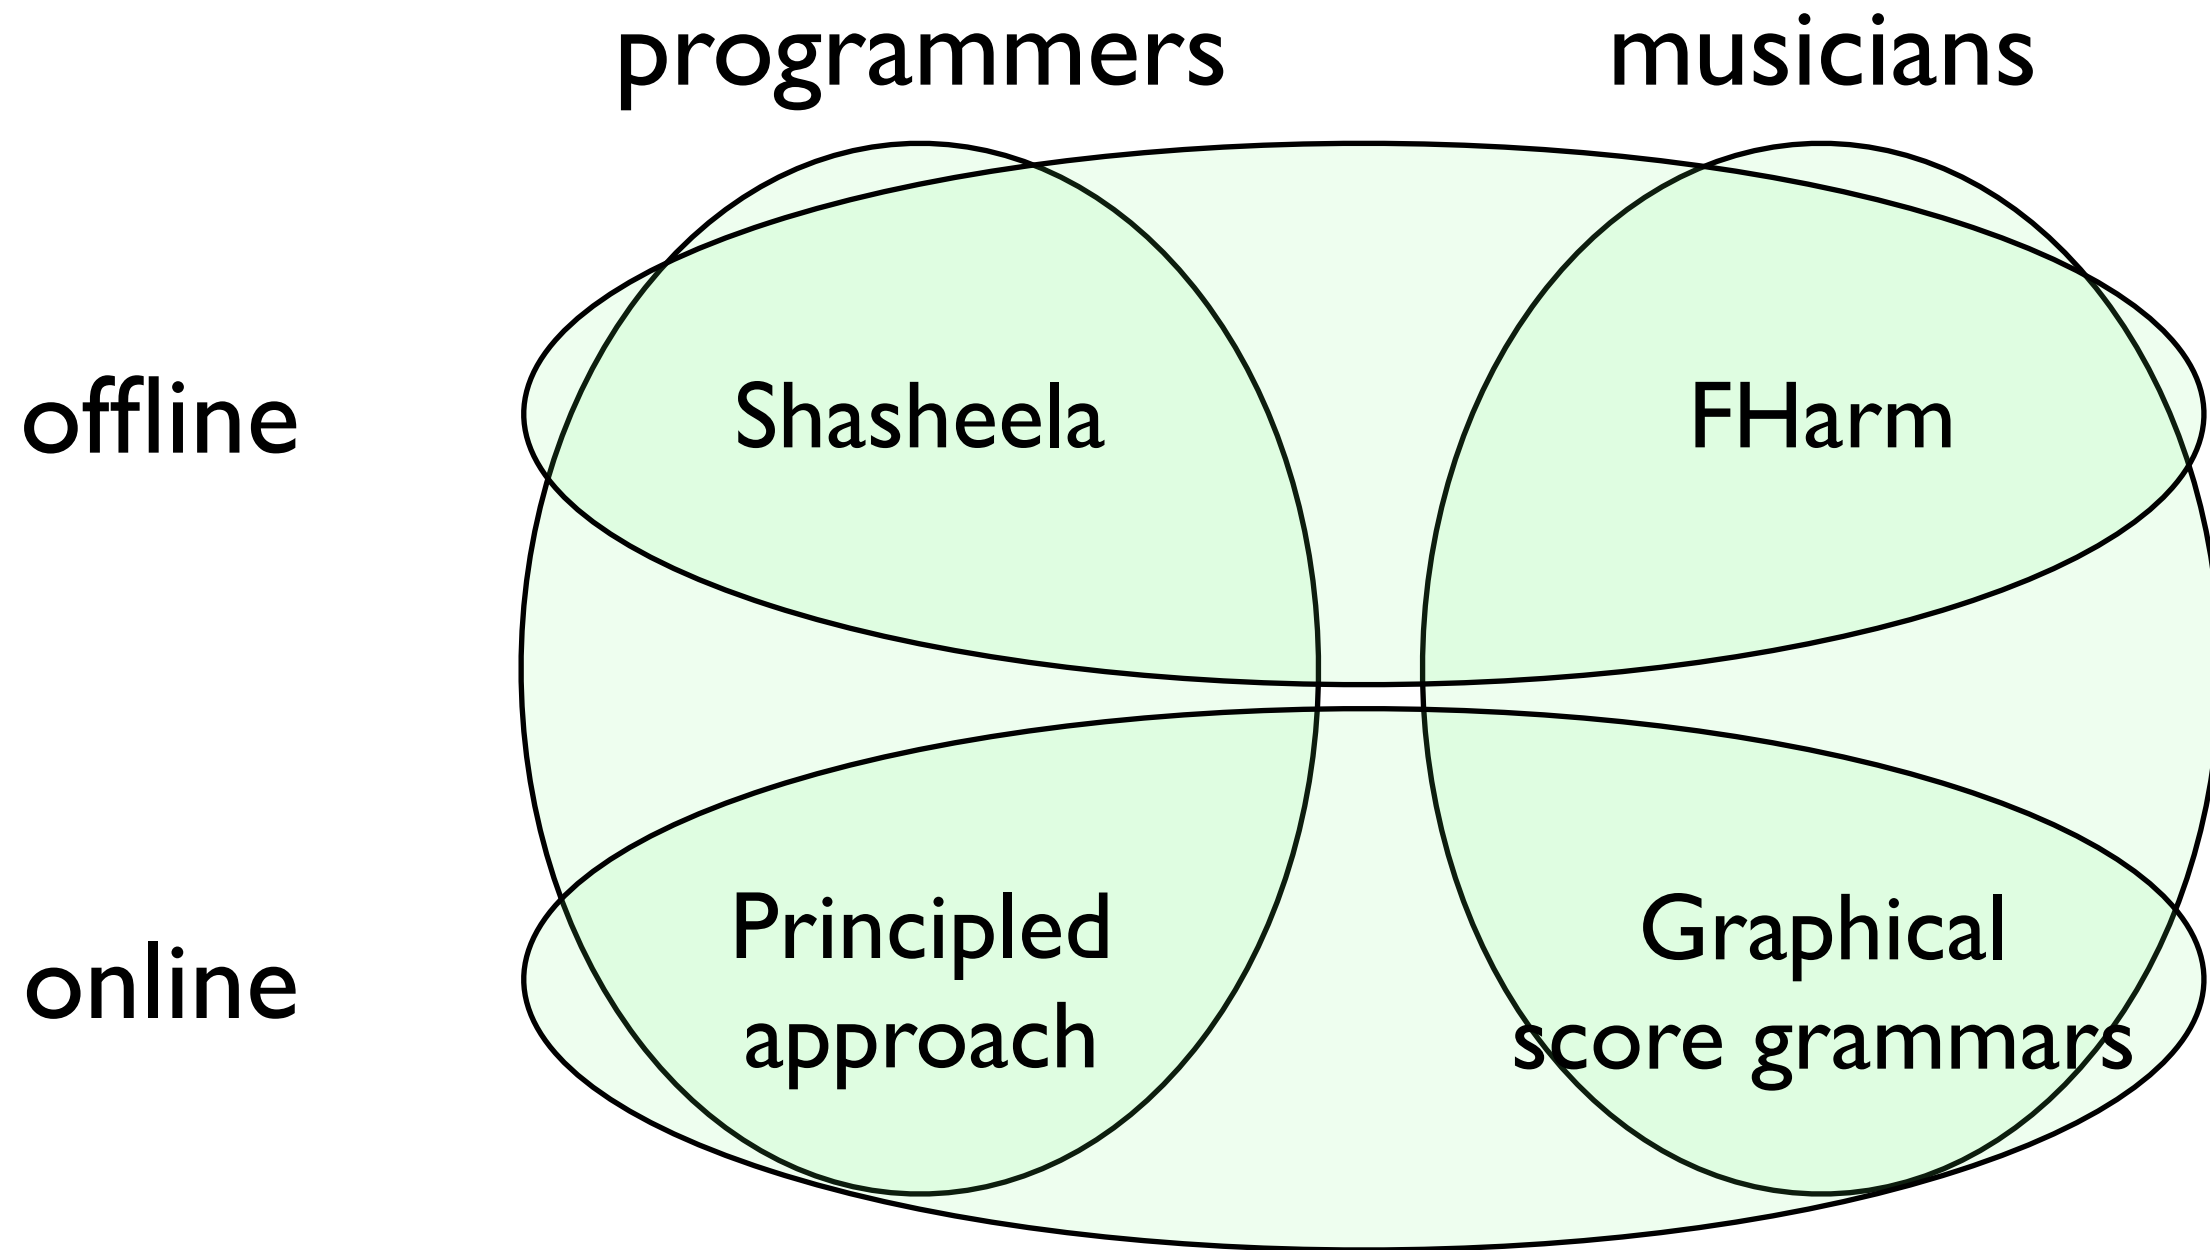 programmers
musicians
offline
Shasheela
FHarm
online
Principled
approach
Graphical
score grammars